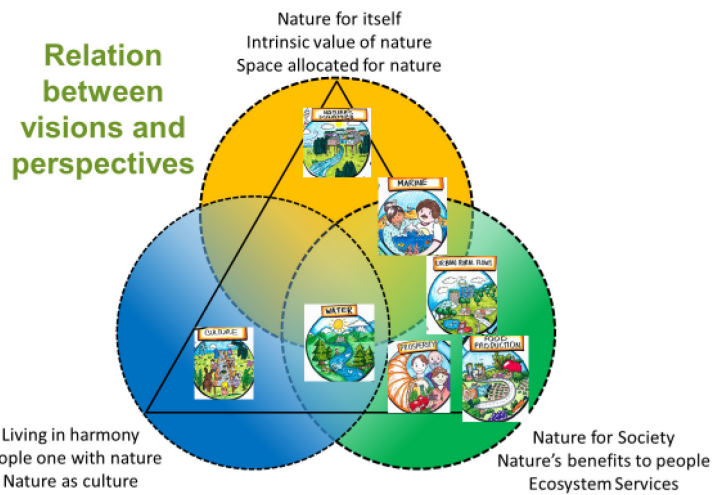 Nature for itself
Intrinsic value of nature
Space allocated for nature
Relation
between
visions and
perspectives
MARINE
URBAN RURAL FLOWS
WATER
CULTURE
PROSPERITY
FOOD
PRODUCTION
Living in harmony
ople one with nature
Nature as culture
Nature for Society
Nature's benefits to people
Ecosystem Services